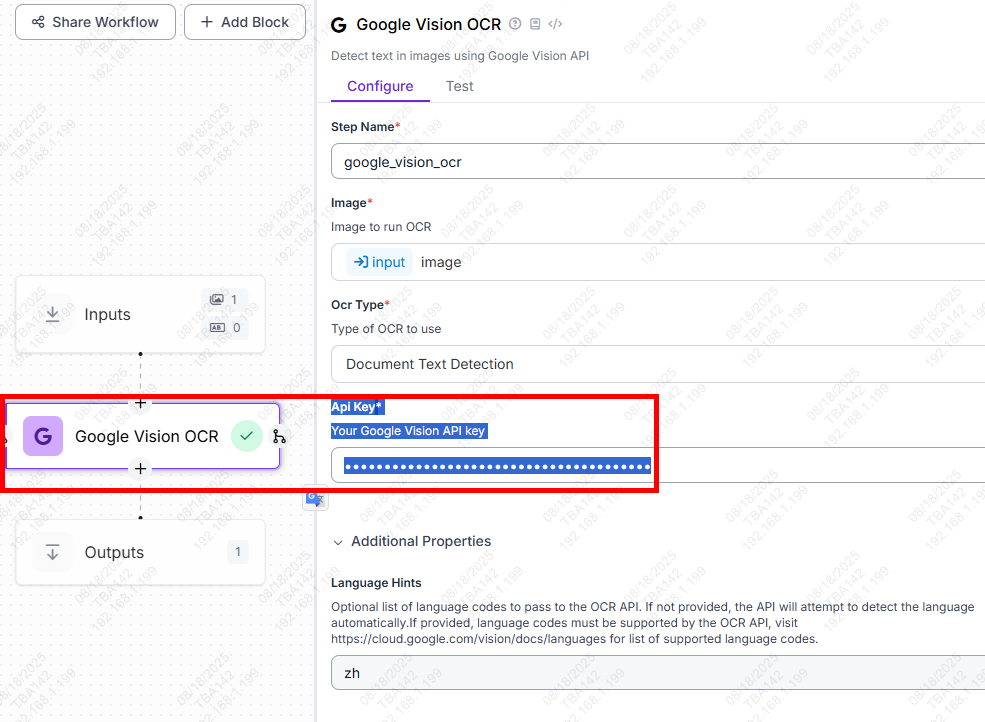 Share Workflow
+ Add Block
Google Vision OCR
Detect text in images using Google Vision API
Configure Test
Step Name*
google_vision_ocr
Image*
Image to run OCR
input image
Inputs
1
AB 0
Ocr Type*
Type of OCR to use
Document Text Detection
Api Key*
Your Google Vision API key
••••••••••••••••••••••••••••••••••••••
G Google Vision OCR
Outputs 1
Additional Properties
Language Hints
Optional list of language codes to pass to the OCR API. If not provided, the API will attempt to detect the language
automatically.If provided, language codes must be supported by the OCR API, visit
https://cloud.google.com/vision/docs/languages for list of supported language codes.
zh
08/18/2025
TBA142
192.168.1.199